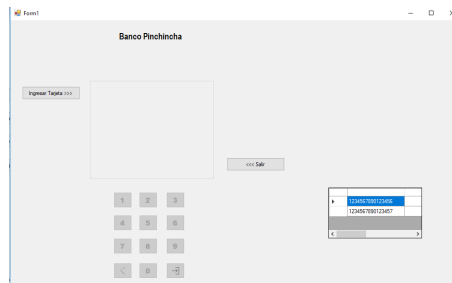 Form1
Banco Pinchincha
Ingresar Tarjeta >>>
<<< Salir
1 2 3
4 5 6
7 8 9
< 0
1234567890123456
1234567890123457